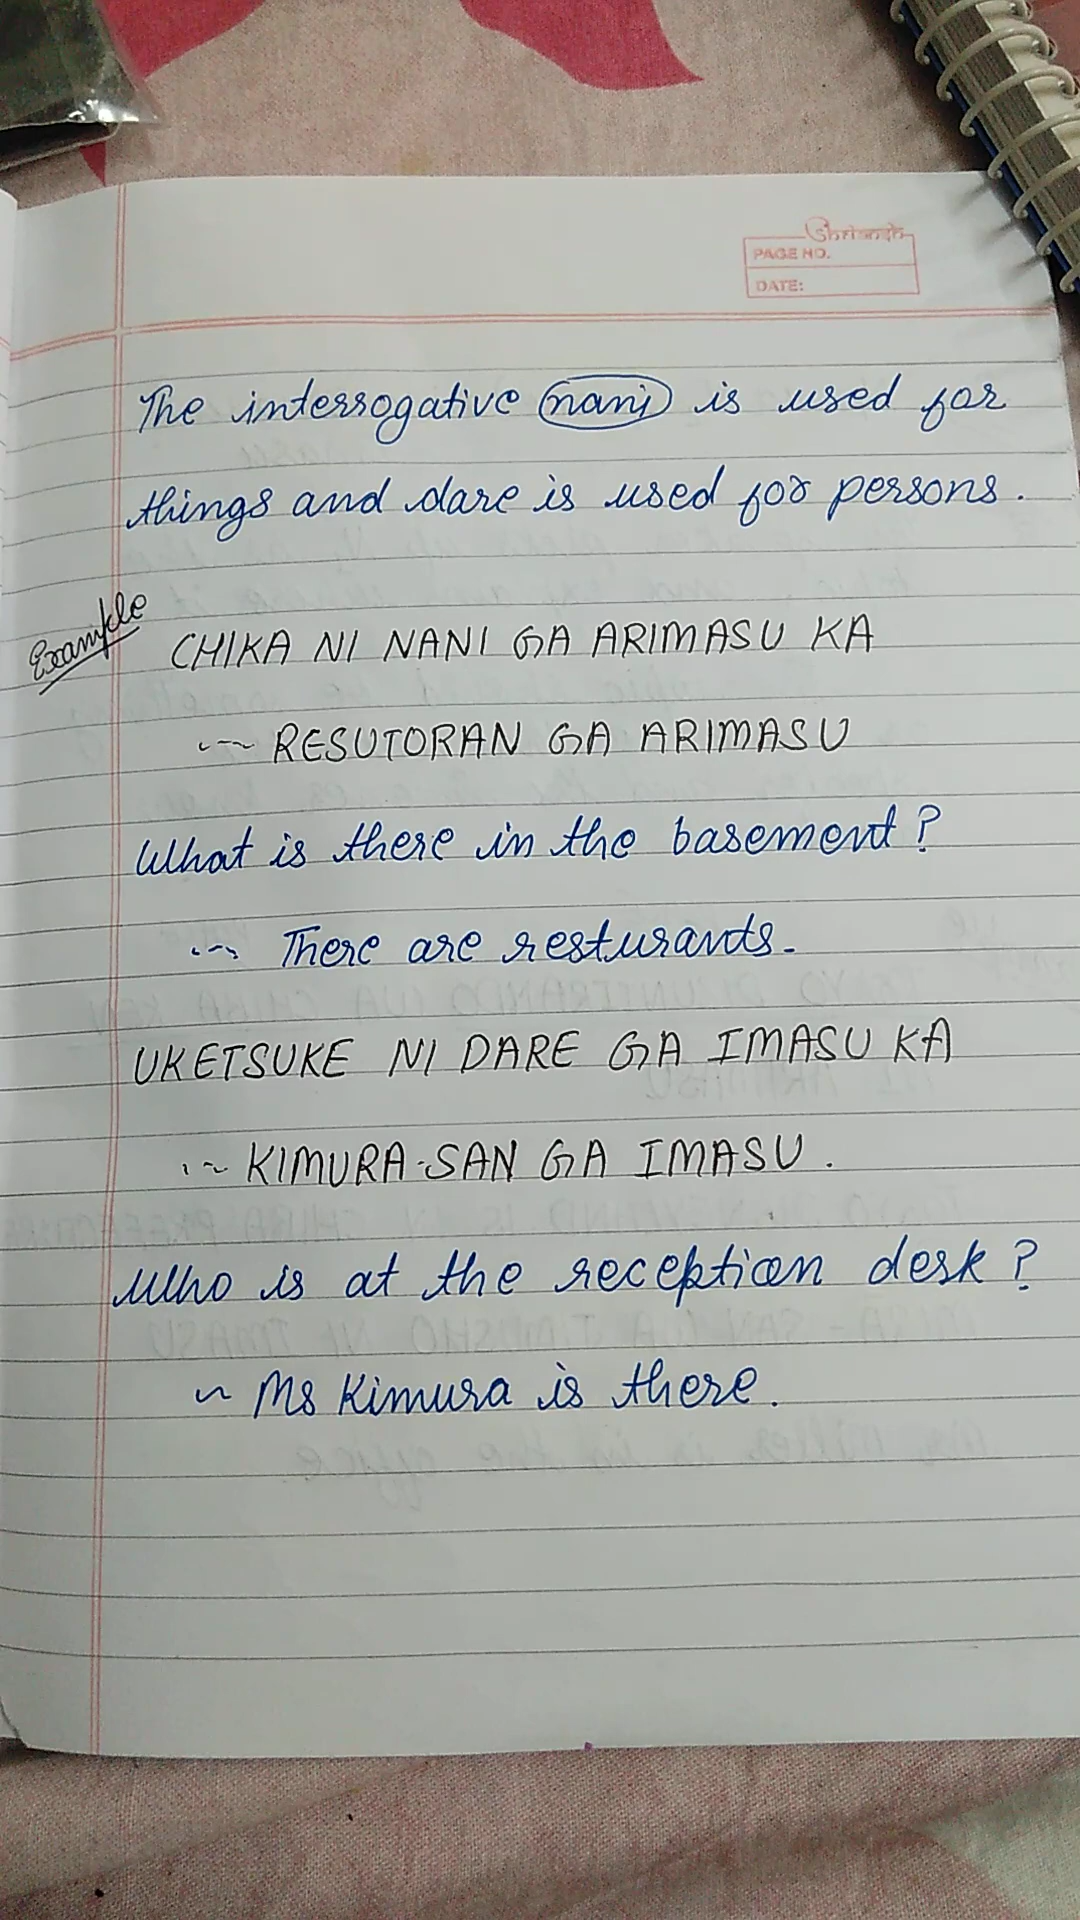 Shriansh
PAGE NO.
DATE:
The interrogative nani is used for
things and dare is used for persons.
Example
CHIKA NI NANI GA ARIMASU KA
~ RESUTORAN GA ARIMASU
What is there in the basement?
~ There are resturants.
UKETSUKE NI DARE GA IMASU KA
~ KIMURA-SAN GA IMASU.
Who is at the reception desk?
~ Ms Kimura is there.